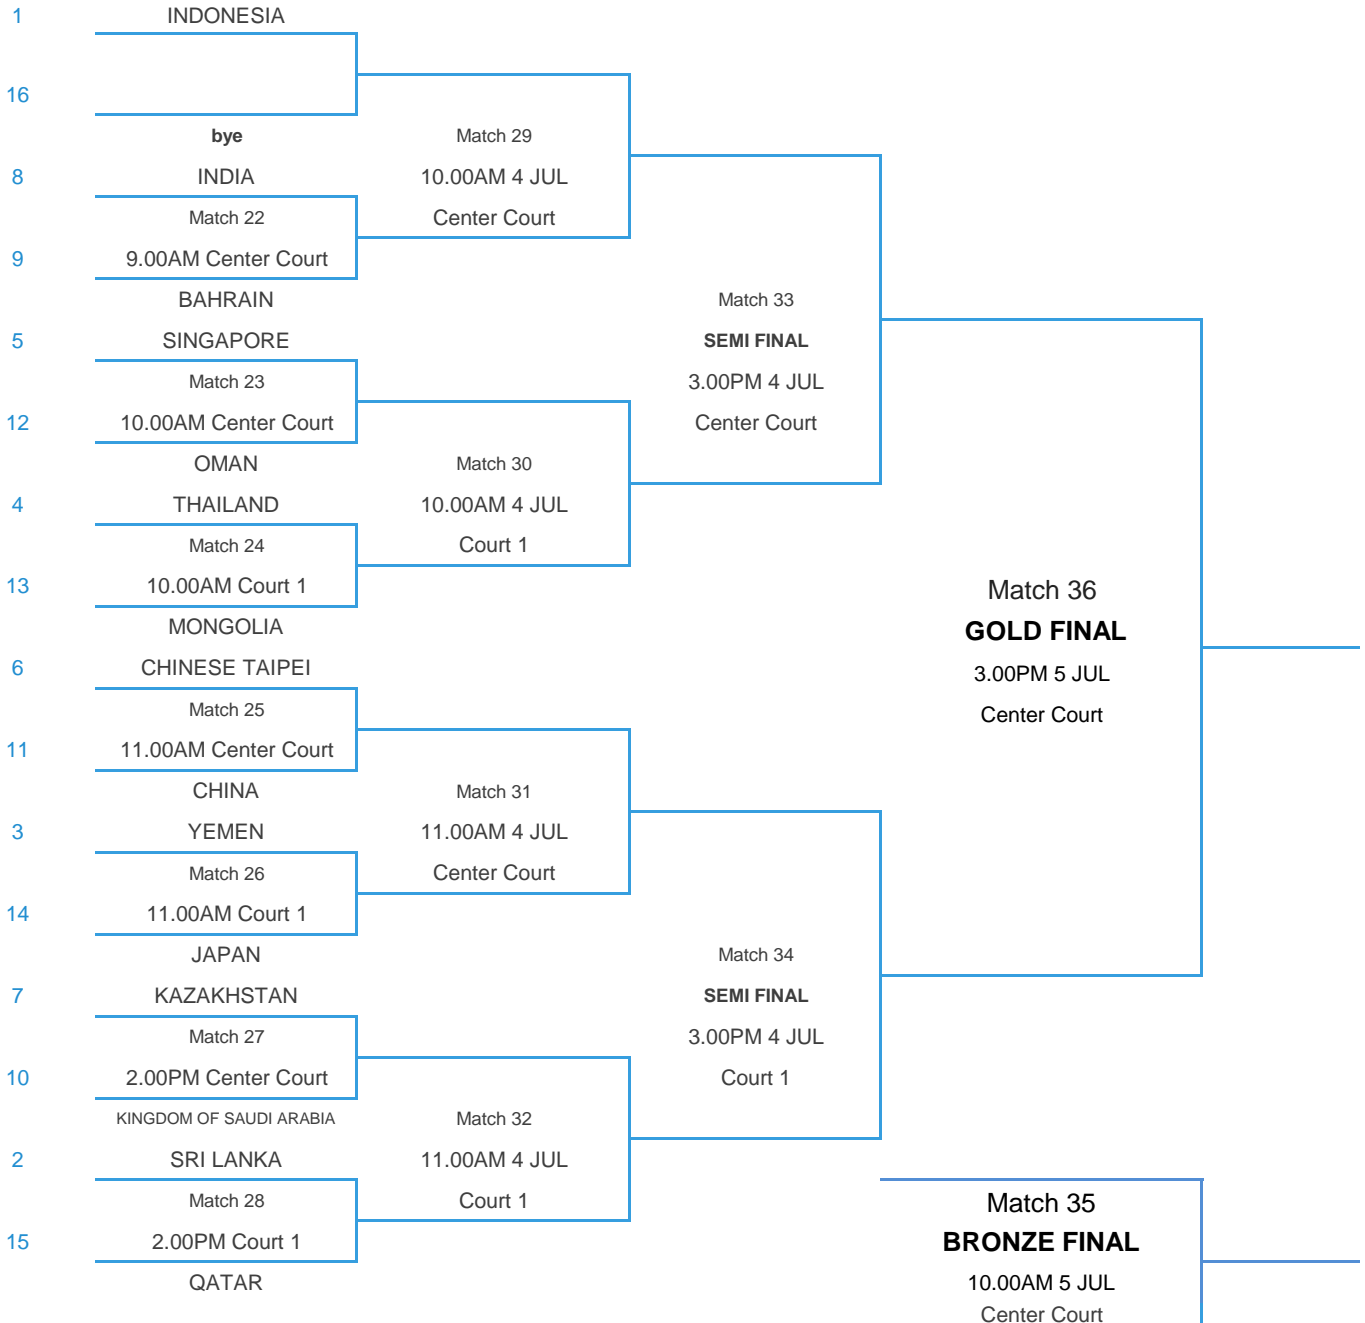 1 INDONESIA
16
bye Match 29
8 INDIA 10.00AM 4 JUL
Match 22 Center Court
9 9.00AM Center Court
BAHRAIN Match 33
5 SINGAPORE SEMI FINAL
Match 23 3.00PM 4 JUL
12 10.00AM Center Court Center Court
OMAN Match 30
4 THAILAND 10.00AM 4 JUL
Match 24 Court 1
13 10.00AM Court 1 Match 36
MONGOLIA GOLD FINAL
6 CHINESE TAIPEI 3.00PM 5 JUL
Match 25 Center Court
11 11.00AM Center Court
CHINA Match 31
3 YEMEN 11.00AM 4 JUL
Match 26 Center Court
14 11.00AM Court 1
JAPAN Match 34
7 KAZAKHSTAN SEMI FINAL
Match 27 3.00PM 4 JUL
10 2.00PM Center Court Court 1
KINGDOM OF SAUDI ARABIA Match 32
2 SRI LANKA 11.00AM 4 JUL
Match 28 Court 1 Match 35
15 2.00PM Court 1 BRONZE FINAL
QATAR 10.00AM 5 JUL
Center Court